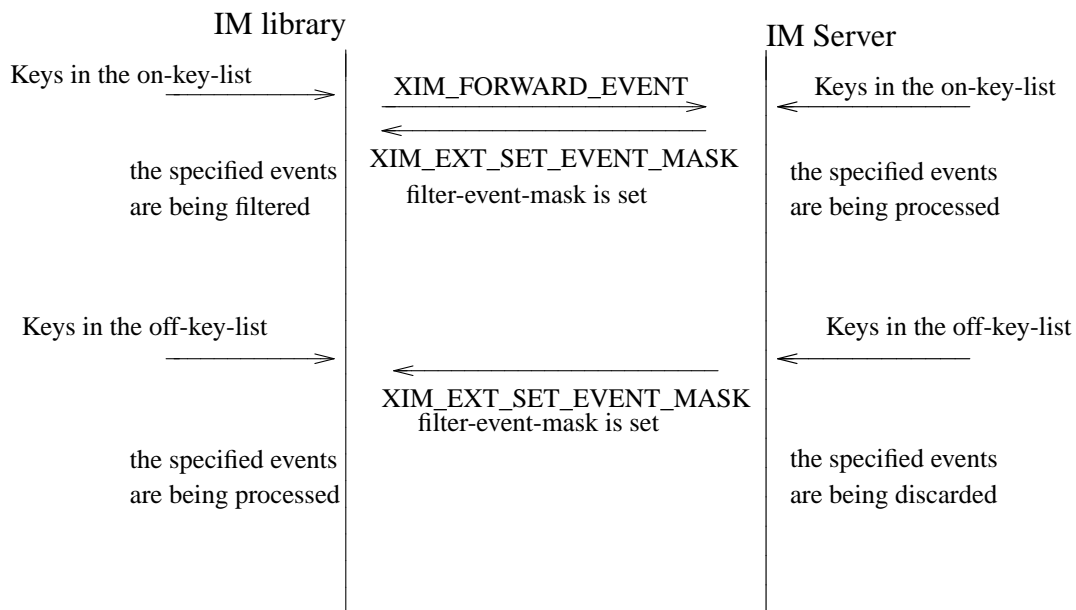 IM library
IM Server
Keys in the on-key-list
XIM_FORWARD_EVENT
Keys in the on-key-list
XIM_EXT_SET_EVENT_MASK
filter-event-mask is set
the specified events
are being filtered
the specified events
are being processed
Keys in the off-key-list
Keys in the off-key-list
XIM_EXT_SET_EVENT_MASK
filter-event-mask is set
the specified events
are being processed
the specified events
are being discarded